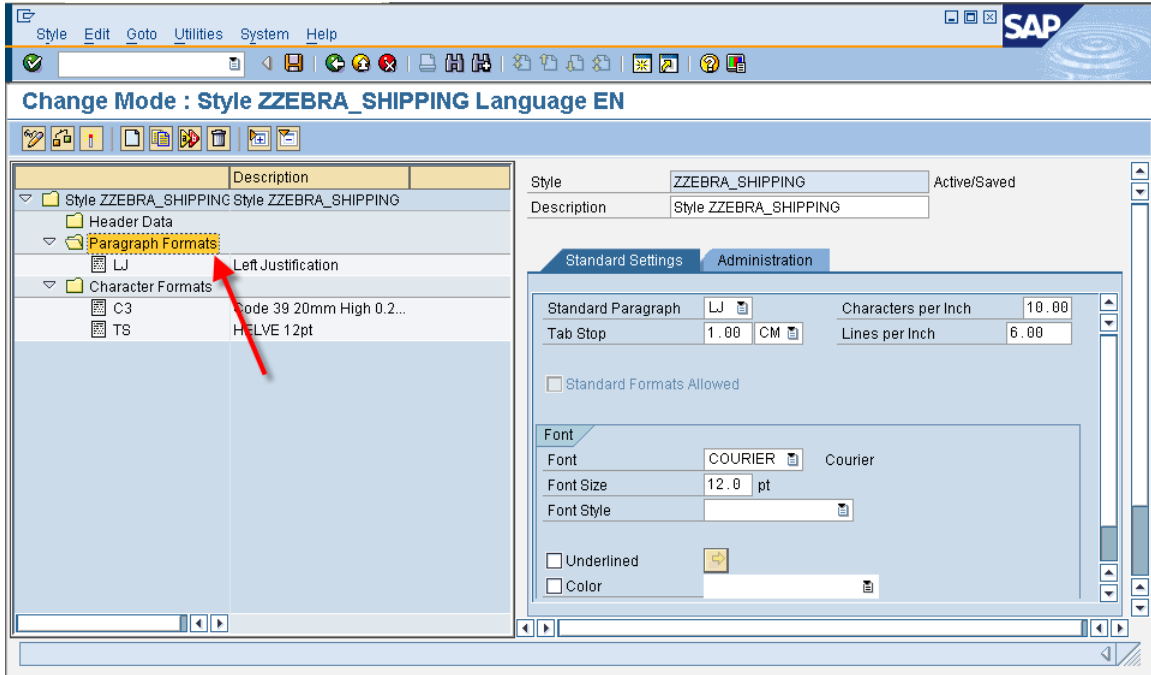 Style Edit Goto Utilities System Help
SAP
Change Mode : Style ZZEBRA_SHIPPING Language EN
Description
Style ZZEBRA_SHIPPING Style ZZEBRA_SHIPPING
Header Data
Paragraph Formats
LJ Left Justification
Character Formats
C3 Code 39 20mm High 0.2...
TS HELVE 12pt
Style ZZEBRA_SHIPPING Active/Saved
Description Style ZZEBRA_SHIPPING
Standard Settings Administration
Standard Paragraph LJ Characters per Inch 10.00
Tab Stop 1.00 CM Lines per Inch 6.00
Standard Formats Allowed
Font
Font COURIER Courier
Font Size 12.0 pt
Font Style
Underlined
Color